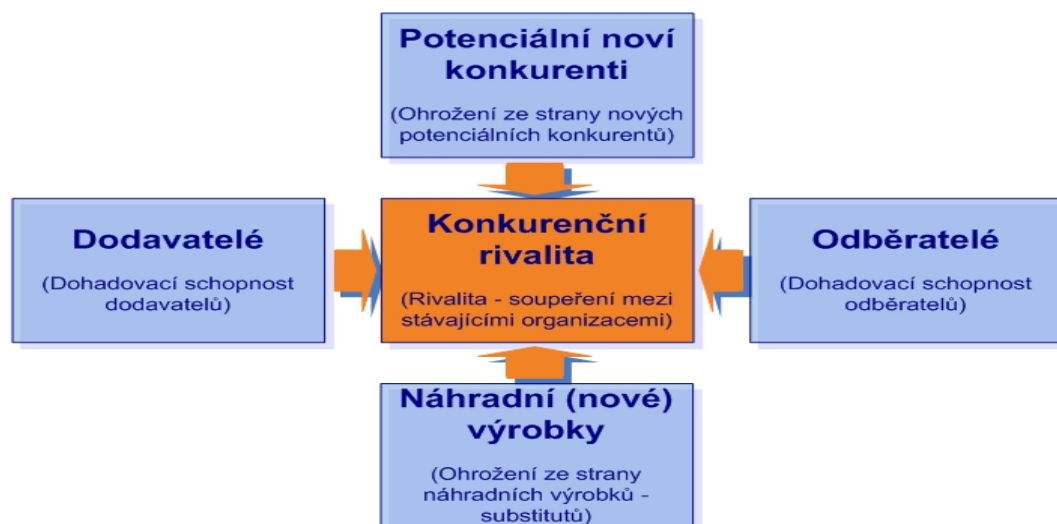 Potenciální noví
konkurenti
(Ohrožení ze strany nových
potenciálních konkurentů)
Dodavatelé
(Dohadovací schopnost
dodavatelů)
Konkurenční
rivalita
(Rivalita - soupeření mezi
stávajícími organizacemi)
Odběratelé
(Dohadovací schopnost
odběratelů)
Náhradní (nové)
výrobky
(Ohrožení ze strany
náhradních výrobků -
substitutů)